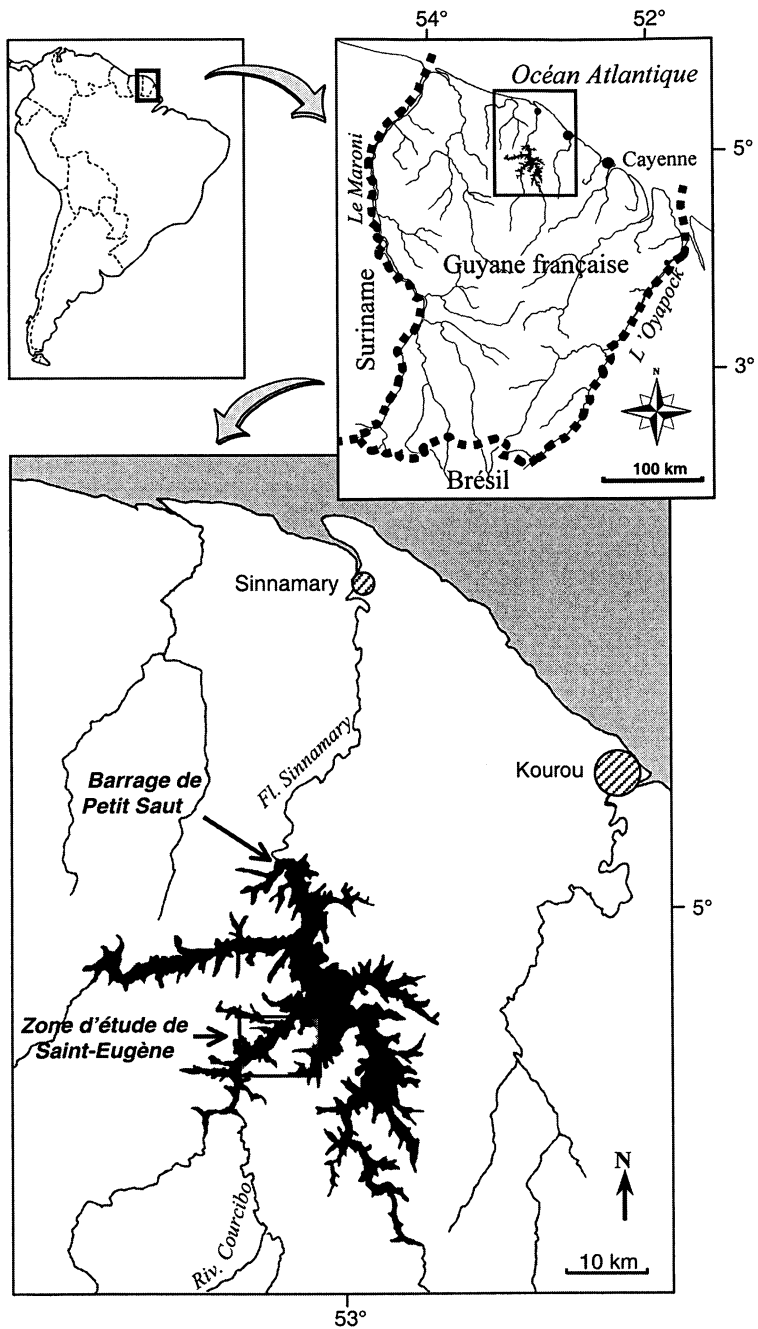 54°
52°
Océan Atlantique
5°
Cayenne
Le Maroni
Guyane française
Suriname
L'Oyapock
3°
N
100 km
Brésil
Sinnamary
Fl. Sinnamary
Kourou
Barrage de
Petit Saut
5°
Zone d'étude de
Saint-Eugène
N
Riv. Courcibo
10 km
53°